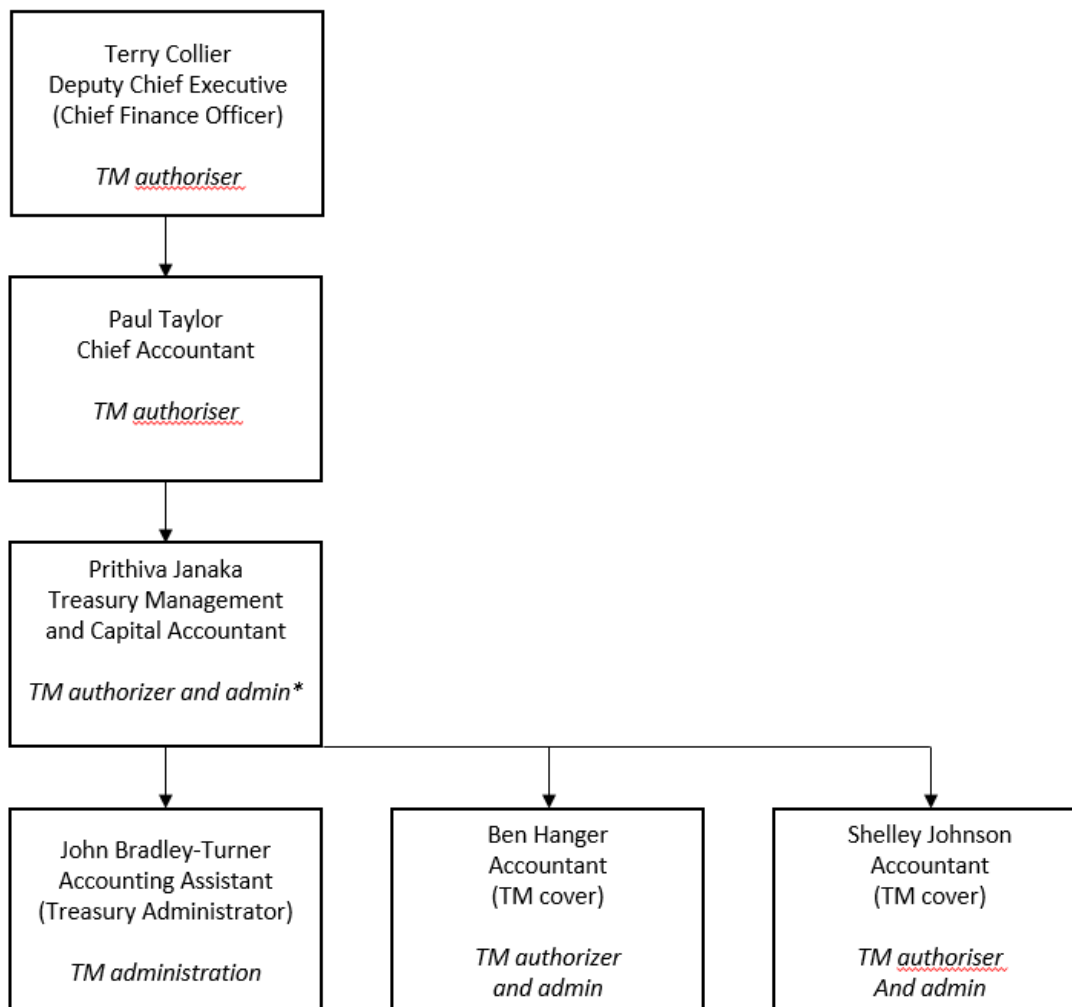 Terry Collier
Deputy Chief Executive
(Chief Finance Officer)
TM authoriser
Paul Taylor
Chief Accountant
TM authoriser
Prithiva Janaka
Treasury Management
and Capital Accountant
TM authorizer and admin*
John Bradley-Turner
Accounting Assistant
(Treasury Administrator)
TM administration
Ben Hanger
Accountant
(TM cover)
TM authorizer
and admin
Shelley Johnson
Accountant
(TM cover)
TM authoriser
And admin